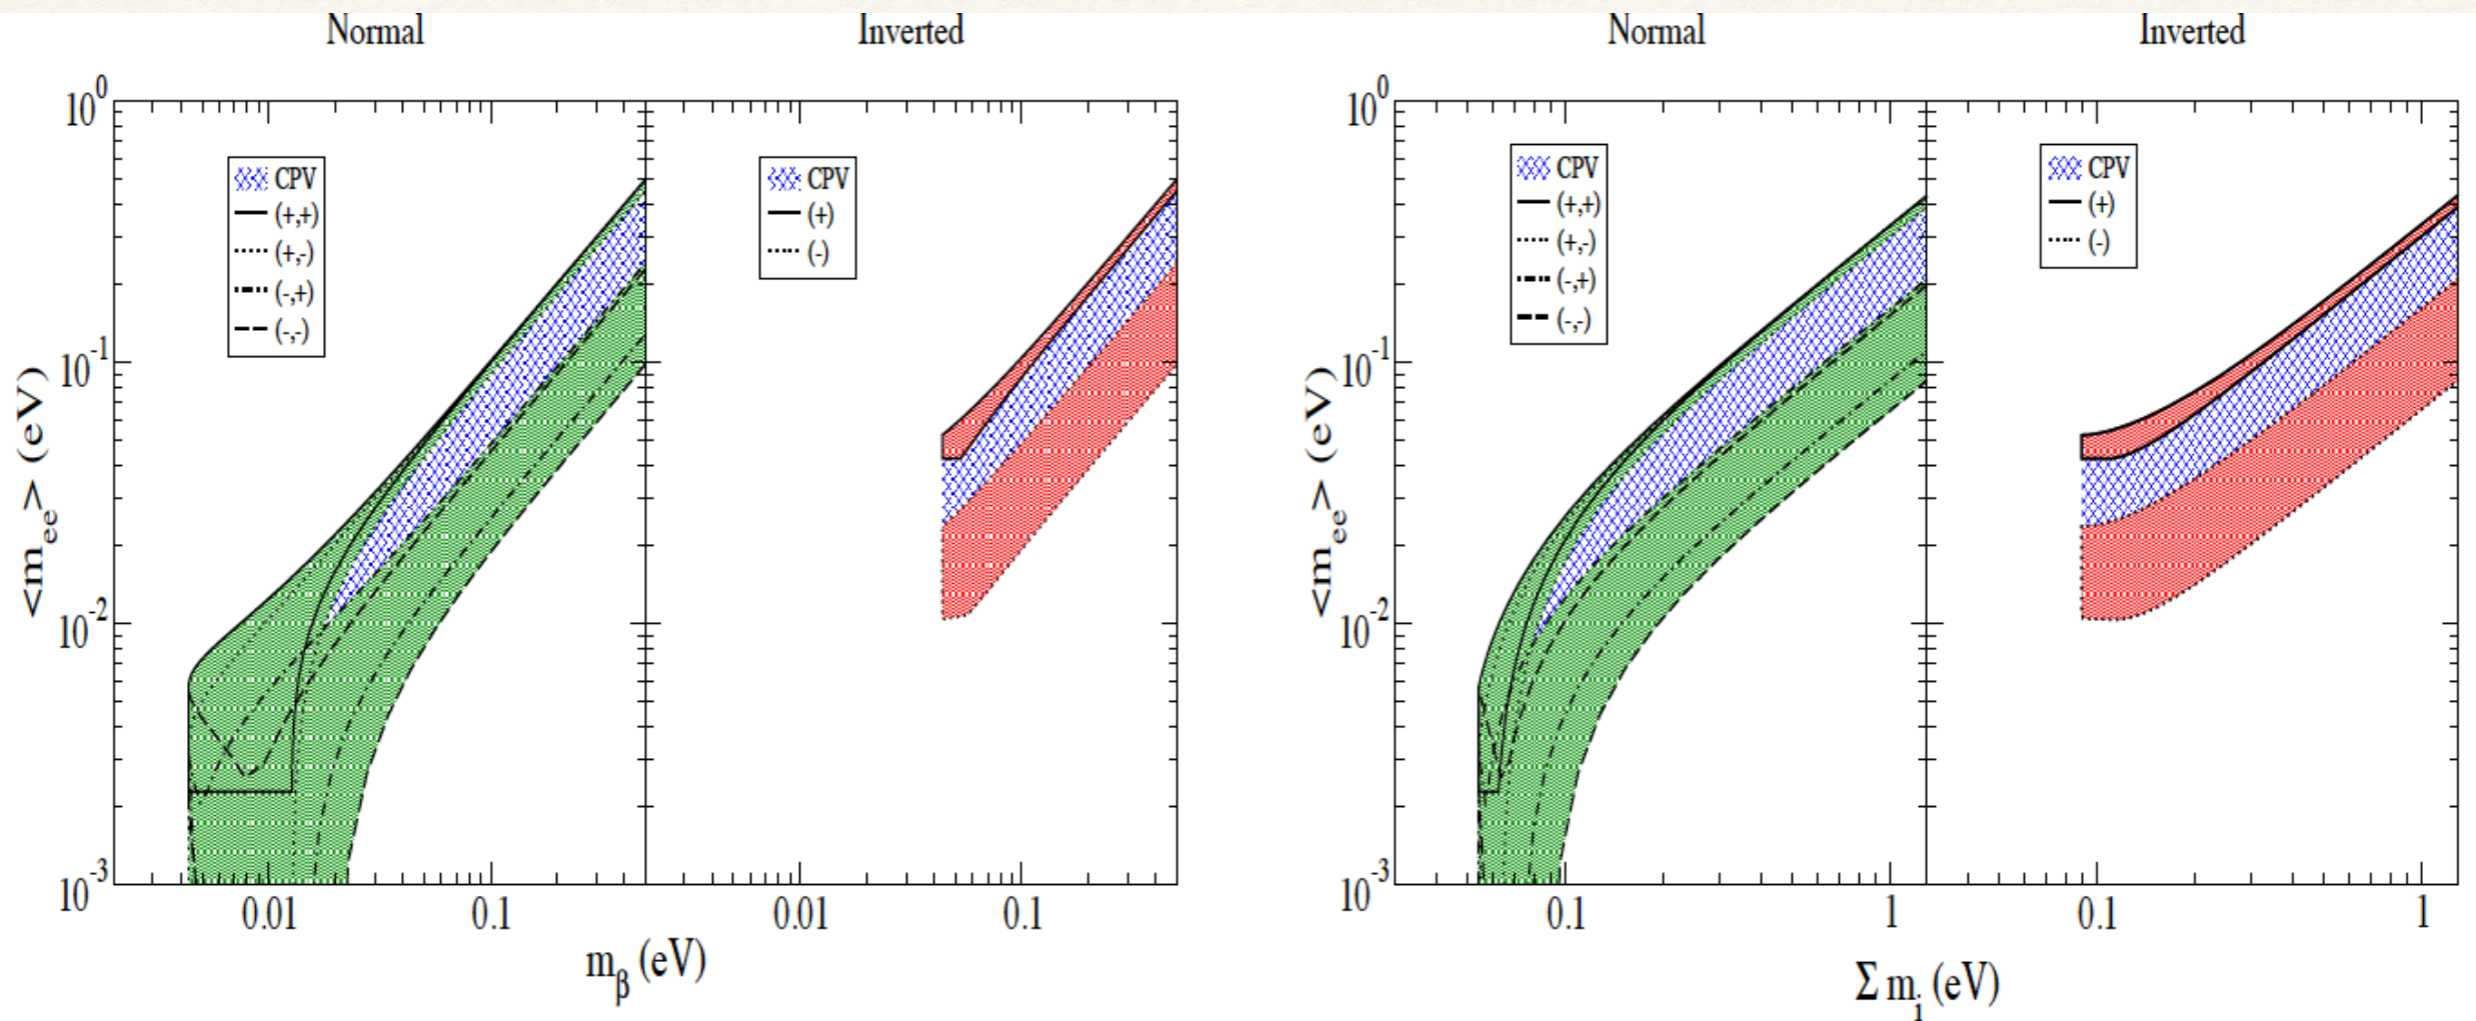 Normal Inverted Normal Inverted
10^0 10^0
CPV CPV CPV CPV
(+,+) (+) (+,+) (+)
(+,-) (-) (+,-) (-)
(-,+) (-,+)
(-,-) (-,-)
10^-1 10^-1
<m_ee> (eV) <m_ee> (eV)
10^-2 10^-2
10^-3 10^-3
0.01 0.1 0.01 0.1 0.1 1 0.1 1
m_β (eV) Σ m_i (eV)